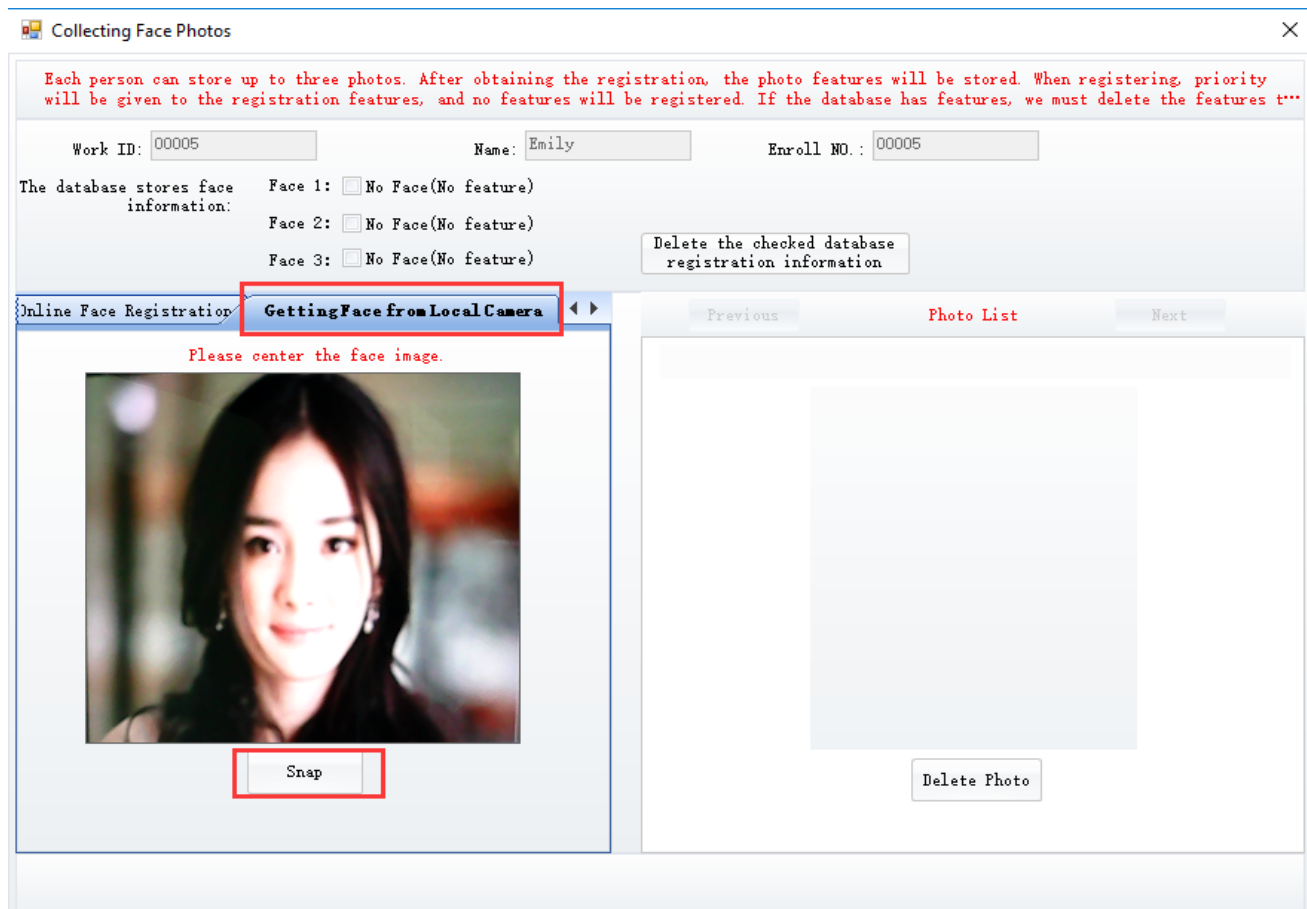 Collecting Face Photos
Each person can store up to three photos. After obtaining the registration, the photo features will be stored. When registering, priority
will be given to the registration features, and no features will be registered. If the database has features, we must delete the features t…
Work ID: 00005 Name: Emily Enroll NO.: 00005
The database stores face
information:
Face 1: No Face(No feature)
Face 2: No Face(No feature)
Face 3: No Face(No feature)
Delete the checked database
registration information
Online Face Registration Getting Face from Local Camera
Previous Photo List Next
Please center the face image.
Snap
Delete Photo